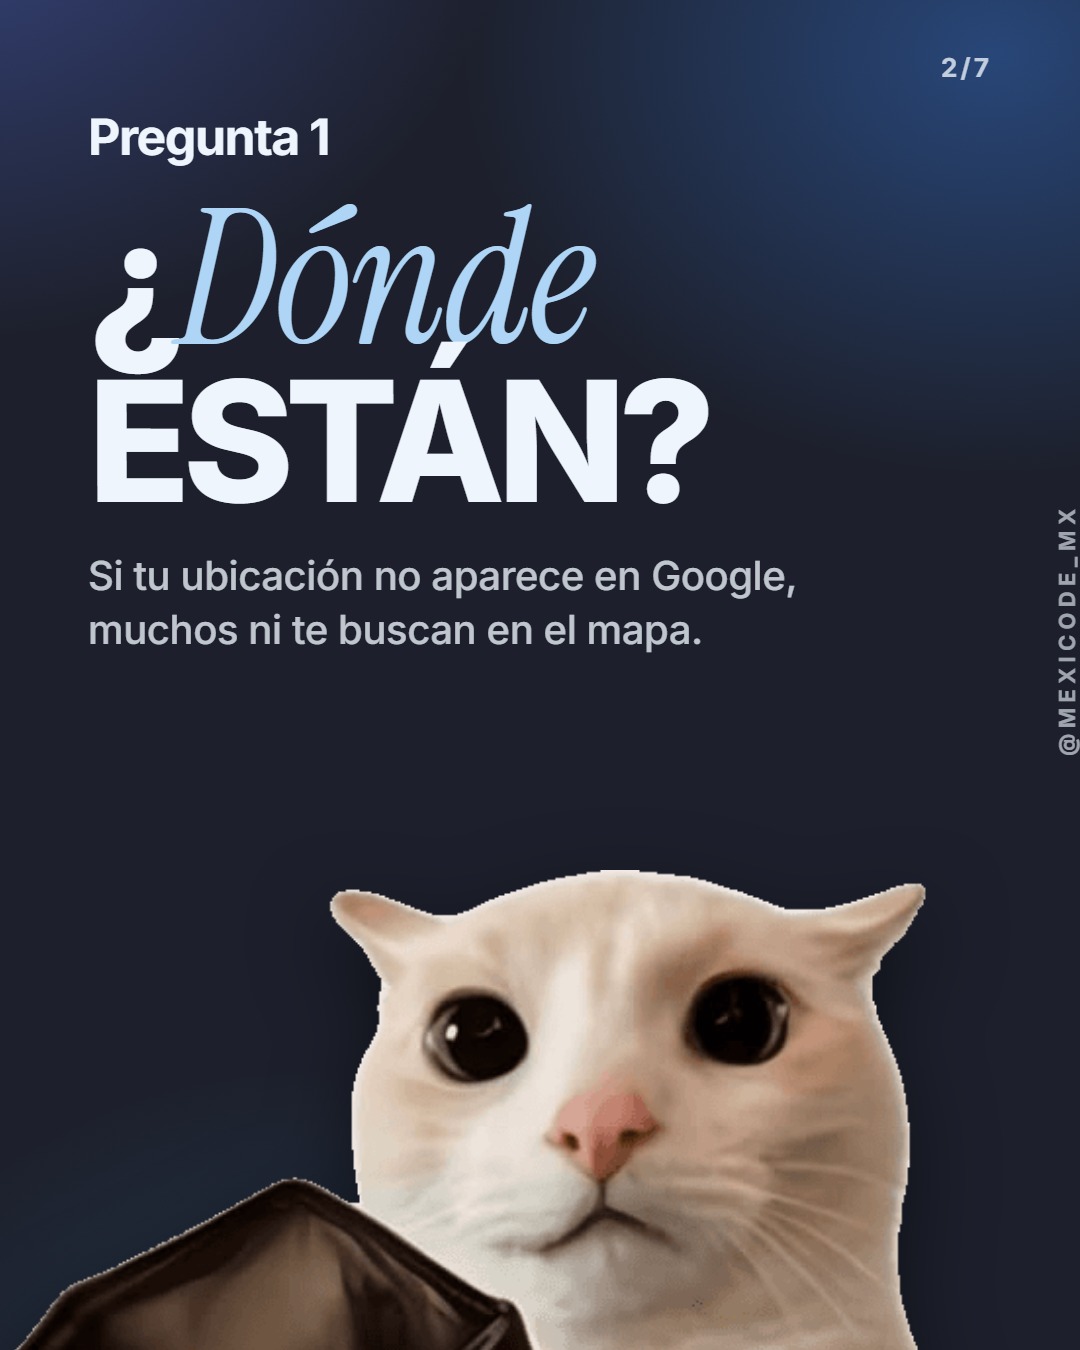 2/7
Pregunta 1
¿Dónde
ESTÁN?
Si tu ubicación no aparece en Google,
muchos ni te buscan en el mapa.
@MEXICODE_MX